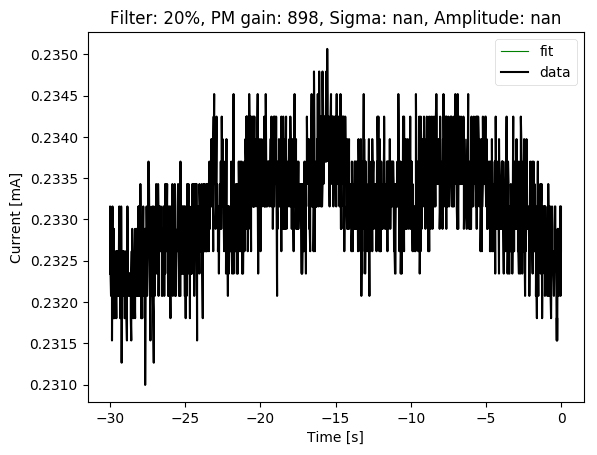 Filter: 20%, PM gain: 898, Sigma: nan, Amplitude: nan
fit
data
0.2350
0.2345
0.2340
0.2335
0.2330
0.2325
0.2320
0.2315
0.2310
Current [mA]
−30 −25 −20 −15 −10 −5 0
Time [s]